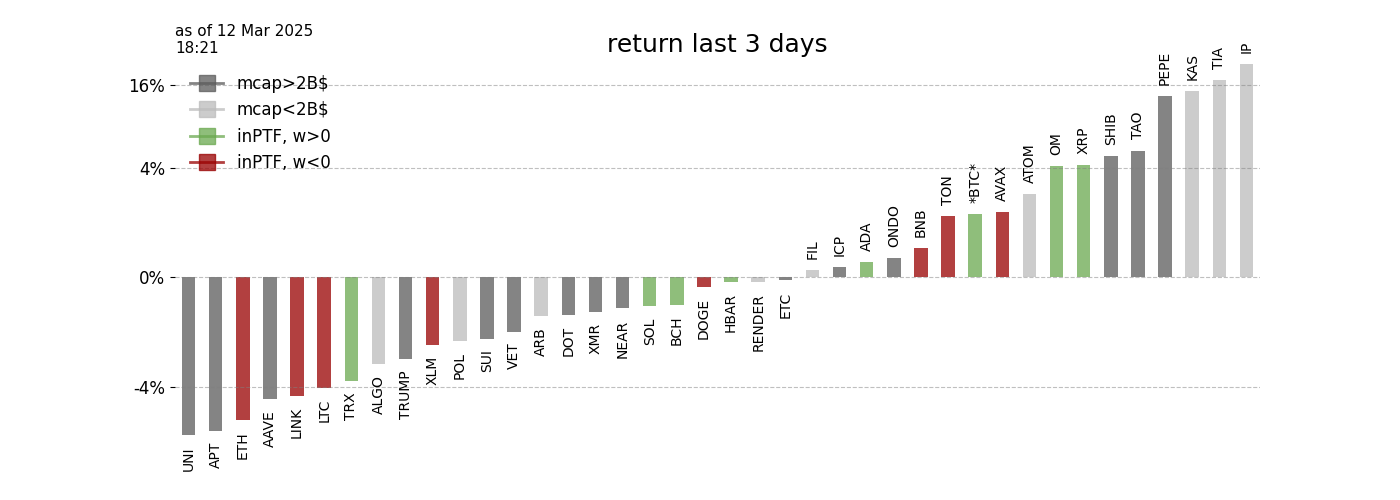 as of 12 Mar 2025
18:21
return last 3 days
mcap>2B$
mcap<2B$
inPTF, w>0
inPTF, w<0
16%
4%
0%
-4%
UNI
APT
ETH
AAVE
LINK
LTC
TRX
ALGO
TRUMP
XLM
POL
SUI
VET
ARB
DOT
XMR
NEAR
SOL
BCH
DOGE
HBAR
RENDER
ETC
FIL
ICP
ADA
ONDO
BNB
TON
*BTC*
AVAX
ATOM
OM
XRP
SHIB
TAO
PEPE
KAS
TIA
IP